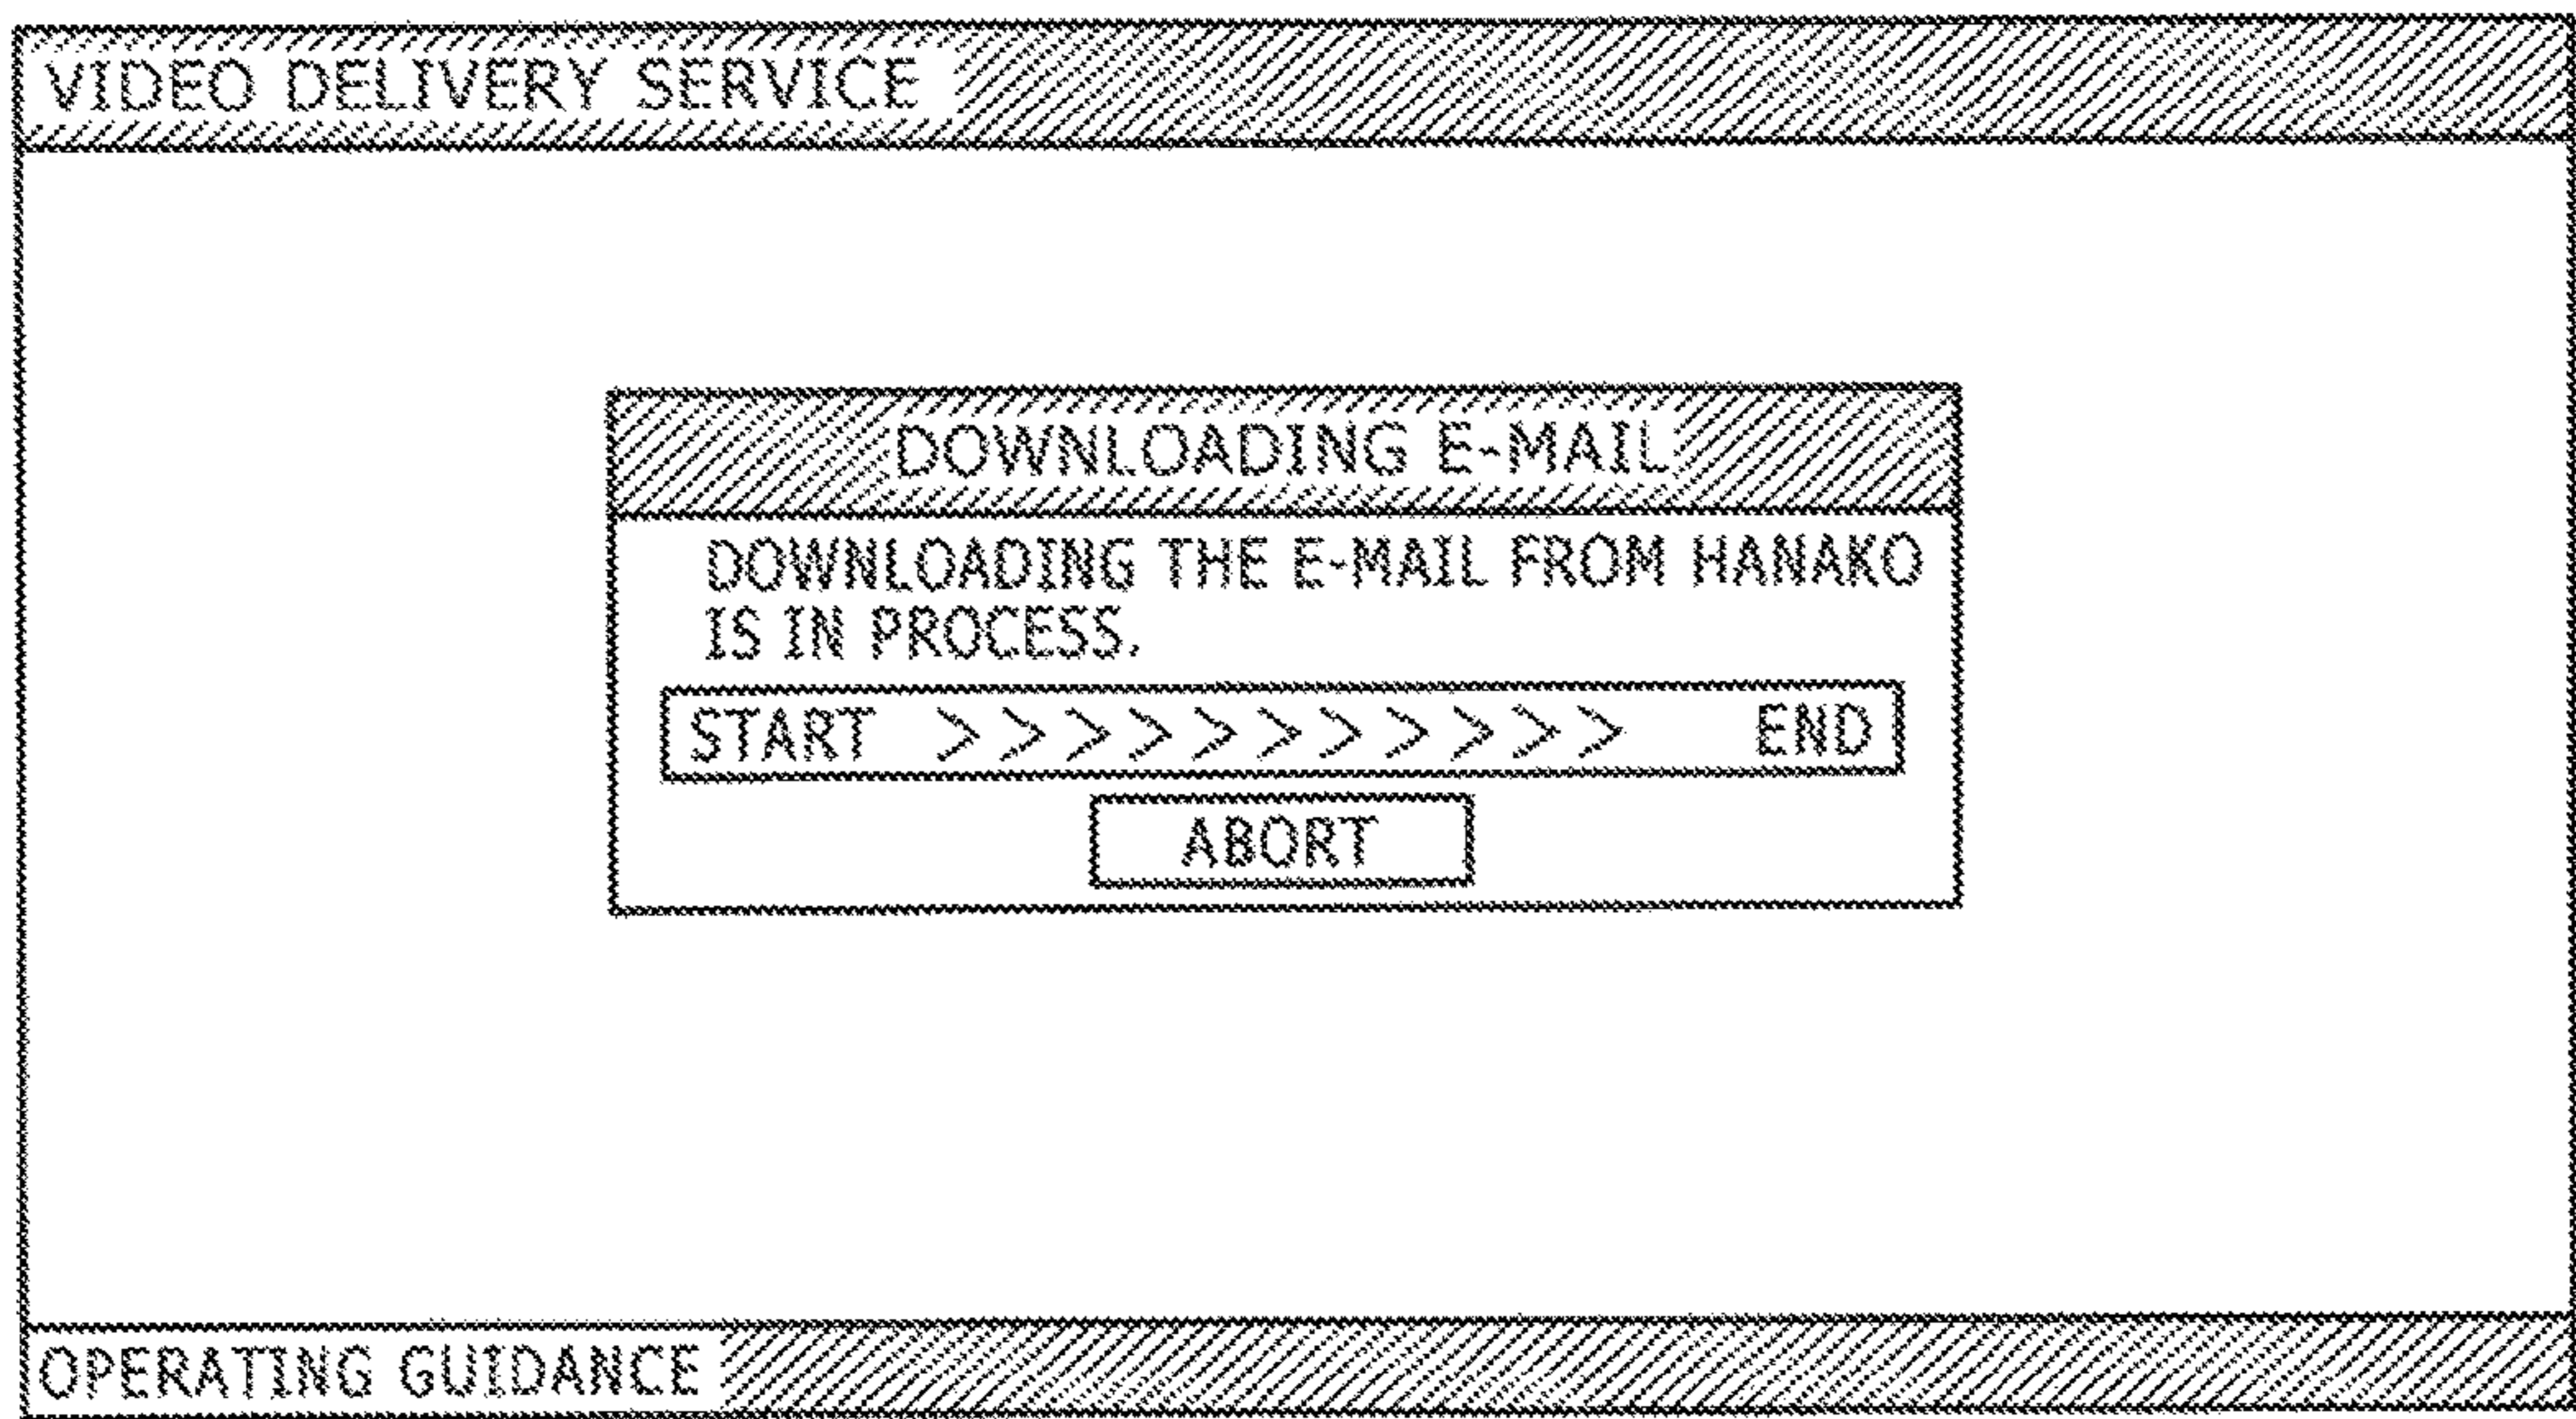 VIDEO DELIVERY SERVICE
DOWNLOADING E-MAIL
DOWNLOADING THE E-MAIL FROM HANAKO
IS IN PROCESS.
START >>>>>>>>>>> END
ABORT
OPERATING GUIDANCE